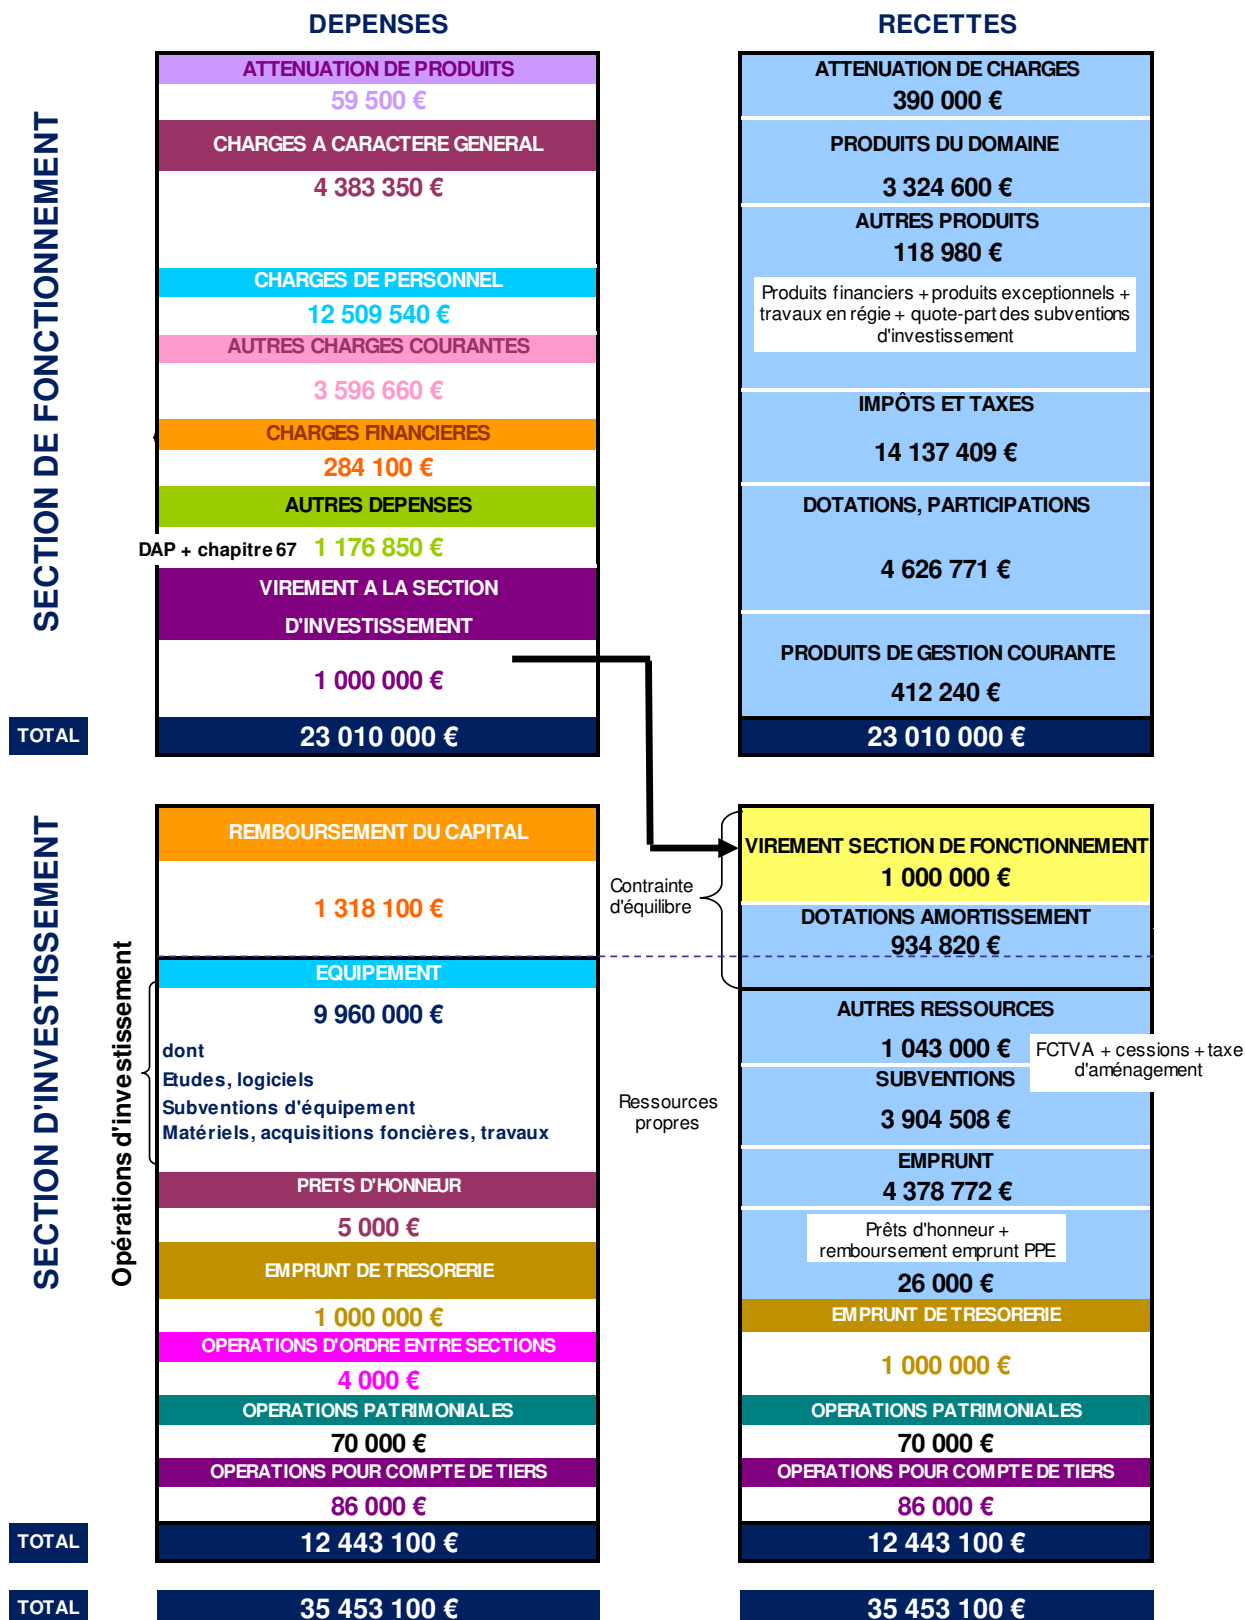 DEPENSES
RECETTES
SECTION DE FONCTIONNEMENT
ATTENUATION DE PRODUITS
59 500 €
CHARGES A CARACTERE GENERAL
4 383 350 €
CHARGES DE PERSONNEL
12 509 540 €
AUTRES CHARGES COURANTES
3 596 660 €
CHARGES FINANCIERES
284 100 €
AUTRES DEPENSES
DAP + chapitre 67 1 176 850 €
VIREMENT A LA SECTION
D'INVESTISSEMENT
1 000 000 €
ATTENUATION DE CHARGES
390 000 €
PRODUITS DU DOMAINE
3 324 600 €
AUTRES PRODUITS
118 980 €
Produits financiers + produits exceptionnels +
travaux en régie + quote-part des subventions
d'investissement
IMPÔTS ET TAXES
14 137 409 €
DOTATIONS, PARTICIPATIONS
4 626 771 €
PRODUITS DE GESTION COURANTE
412 240 €
TOTAL
23 010 000 €
23 010 000 €
SECTION D'INVESTISSEMENT
Opérations d'investissement
REMBOURSEMENT DU CAPITAL
1 318 100 €
EQUIPEMENT
9 960 000 €
dont
Etudes, logiciels
Subventions d'équipement
Matériels, acquisitions foncières, travaux
PRETS D'HONNEUR
5 000 €
EMPRUNT DE TRESORERIE
1 000 000 €
OPERATIONS D'ORDRE ENTRE SECTIONS
4 000 €
OPERATIONS PATRIMONIALES
70 000 €
OPERATIONS POUR COMPTE DE TIERS
86 000 €
Contrainte
d'équilibre
Ressources
propres
VIREMENT SECTION DE FONCTIONNEMENT
1 000 000 €
DOTATIONS AMORTISSEMENT
934 820 €
AUTRES RESSOURCES
1 043 000 €
FCTVA + cessions + taxe
d'aménagement
SUBVENTIONS
3 904 508 €
EMPRUNT
4 378 772 €
Prêts d'honneur +
remboursement emprunt PPE
26 000 €
EMPRUNT DE TRESORERIE
1 000 000 €
OPERATIONS PATRIMONIALES
70 000 €
OPERATIONS POUR COMPTE DE TIERS
86 000 €
TOTAL
12 443 100 €
12 443 100 €
TOTAL
35 453 100 €
35 453 100 €